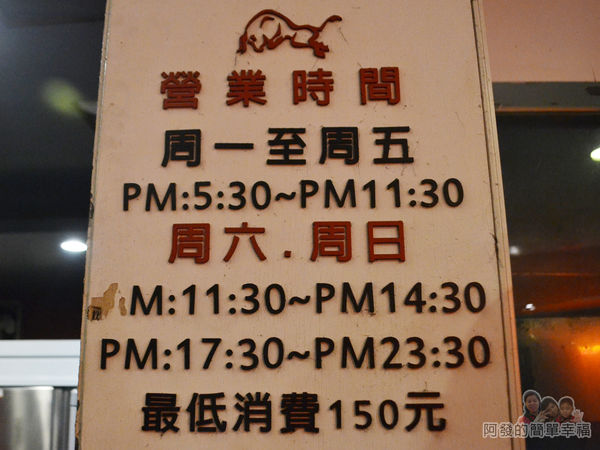 營業時間
周一至周五
PM:5:30~PM11:30
周六.周日
M:11:30~PM14:30
PM:17:30~PM23:30
最低消費150元
阿發的簡單幸福